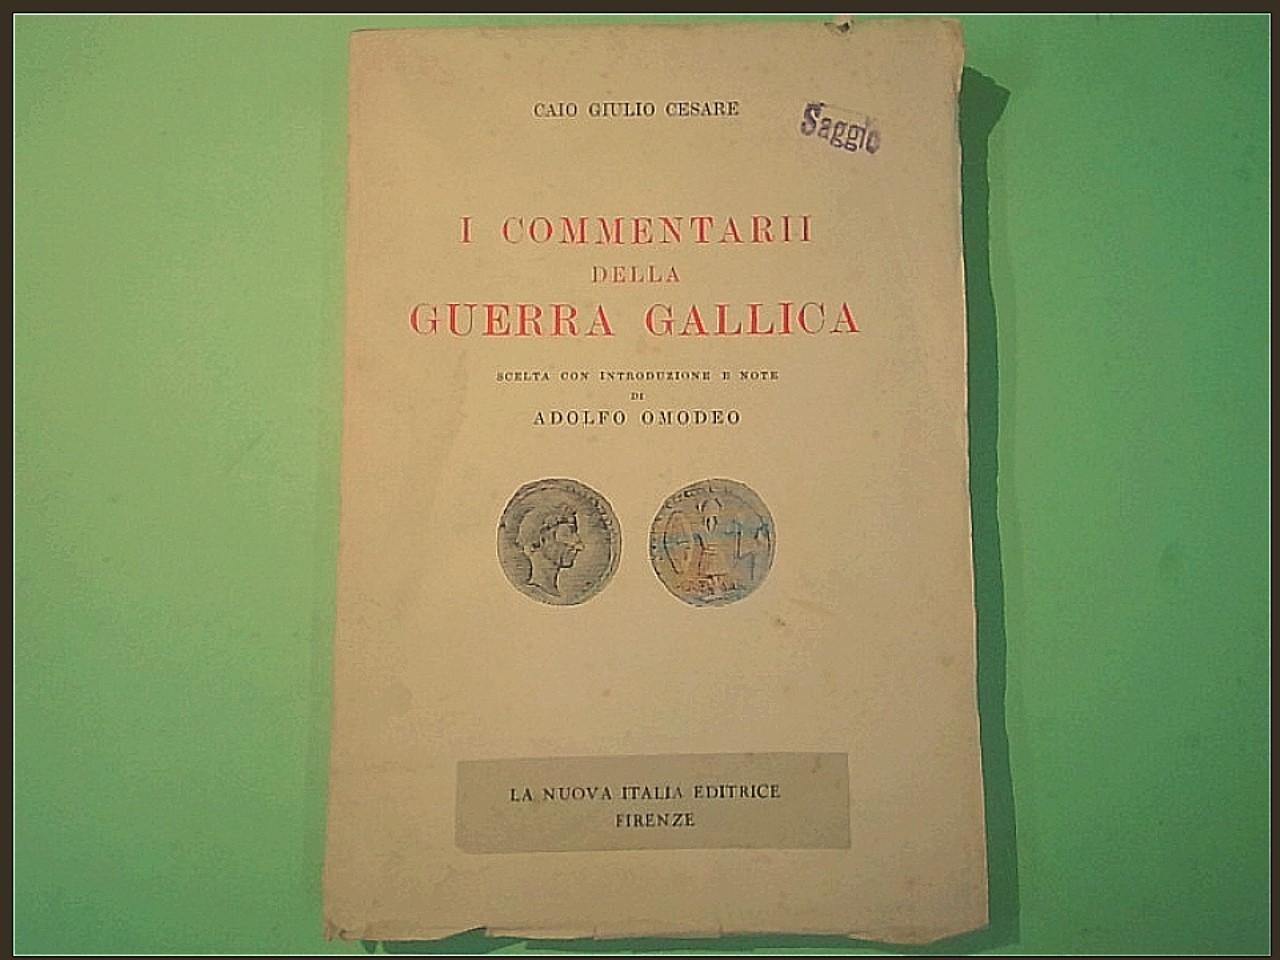 CAIO GIULIO CESARE
Saggio
I COMMENTARII
DELLA
GUERRA GALLICA
SCELTA CON INTRODUZIONE E NOTE
DI
ADOLFO OMODEO
LA NUOVA ITALIA EDITRICE
FIRENZE